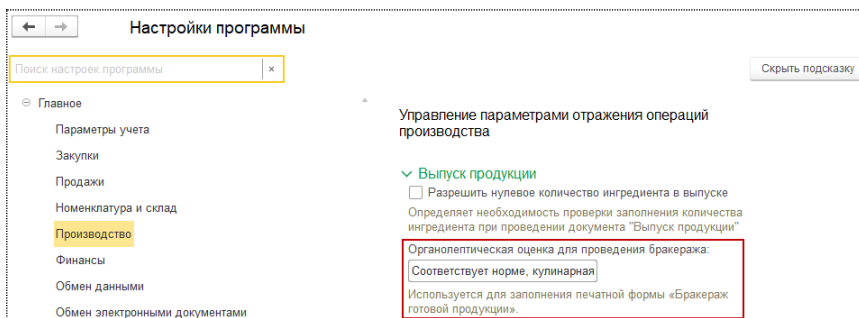 Настройки программы
Поиск настроек программы
Скрыть подсказку
Главное
Параметры учета
Закупки
Продажи
Номенклатура и склад
Производство
Финансы
Обмен данными
Обмен электронными документами
Управление параметрами отражения операций
производства
Выпуск продукции
Разрешить нулевое количество ингредиента в выпуске
Определяет необходимость проверки заполнения количества
ингредиента при проведении документа "Выпуск продукции"
Органолептическая оценка для проведения бракеража:
Соответствует норме, кулинарная
Используется для заполнения печатной формы «Бракераж
готовой продукции».